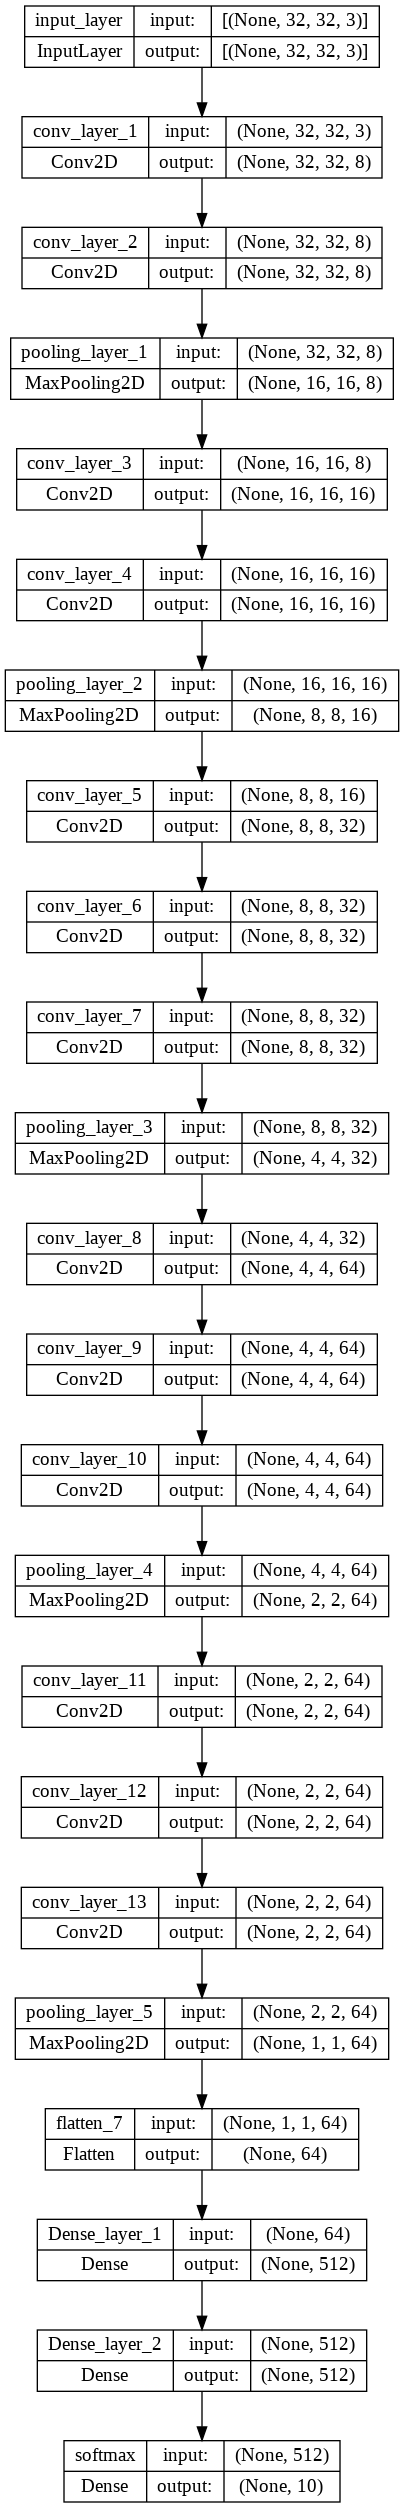 input_layer input: [(None, 32, 32, 3)]
InputLayer output: [(None, 32, 32, 3)]
conv_layer_1 input: (None, 32, 32, 3)
Conv2D output: (None, 32, 32, 8)
conv_layer_2 input: (None, 32, 32, 8)
Conv2D output: (None, 32, 32, 8)
pooling_layer_1 input: (None, 32, 32, 8)
MaxPooling2D output: (None, 16, 16, 8)
conv_layer_3 input: (None, 16, 16, 8)
Conv2D output: (None, 16, 16, 16)
conv_layer_4 input: (None, 16, 16, 16)
Conv2D output: (None, 16, 16, 16)
pooling_layer_2 input: (None, 16, 16, 16)
MaxPooling2D output: (None, 8, 8, 16)
conv_layer_5 input: (None, 8, 8, 16)
Conv2D output: (None, 8, 8, 32)
conv_layer_6 input: (None, 8, 8, 32)
Conv2D output: (None, 8, 8, 32)
conv_layer_7 input: (None, 8, 8, 32)
Conv2D output: (None, 8, 8, 32)
pooling_layer_3 input: (None, 8, 8, 32)
MaxPooling2D output: (None, 4, 4, 32)
conv_layer_8 input: (None, 4, 4, 32)
Conv2D output: (None, 4, 4, 64)
conv_layer_9 input: (None, 4, 4, 64)
Conv2D output: (None, 4, 4, 64)
conv_layer_10 input: (None, 4, 4, 64)
Conv2D output: (None, 4, 4, 64)
pooling_layer_4 input: (None, 4, 4, 64)
MaxPooling2D output: (None, 2, 2, 64)
conv_layer_11 input: (None, 2, 2, 64)
Conv2D output: (None, 2, 2, 64)
conv_layer_12 input: (None, 2, 2, 64)
Conv2D output: (None, 2, 2, 64)
conv_layer_13 input: (None, 2, 2, 64)
Conv2D output: (None, 2, 2, 64)
pooling_layer_5 input: (None, 2, 2, 64)
MaxPooling2D output: (None, 1, 1, 64)
flatten_7 input: (None, 1, 1, 64)
Flatten output: (None, 64)
Dense_layer_1 input: (None, 64)
Dense output: (None, 512)
Dense_layer_2 input: (None, 512)
Dense output: (None, 512)
softmax input: (None, 512)
Dense output: (None, 10)